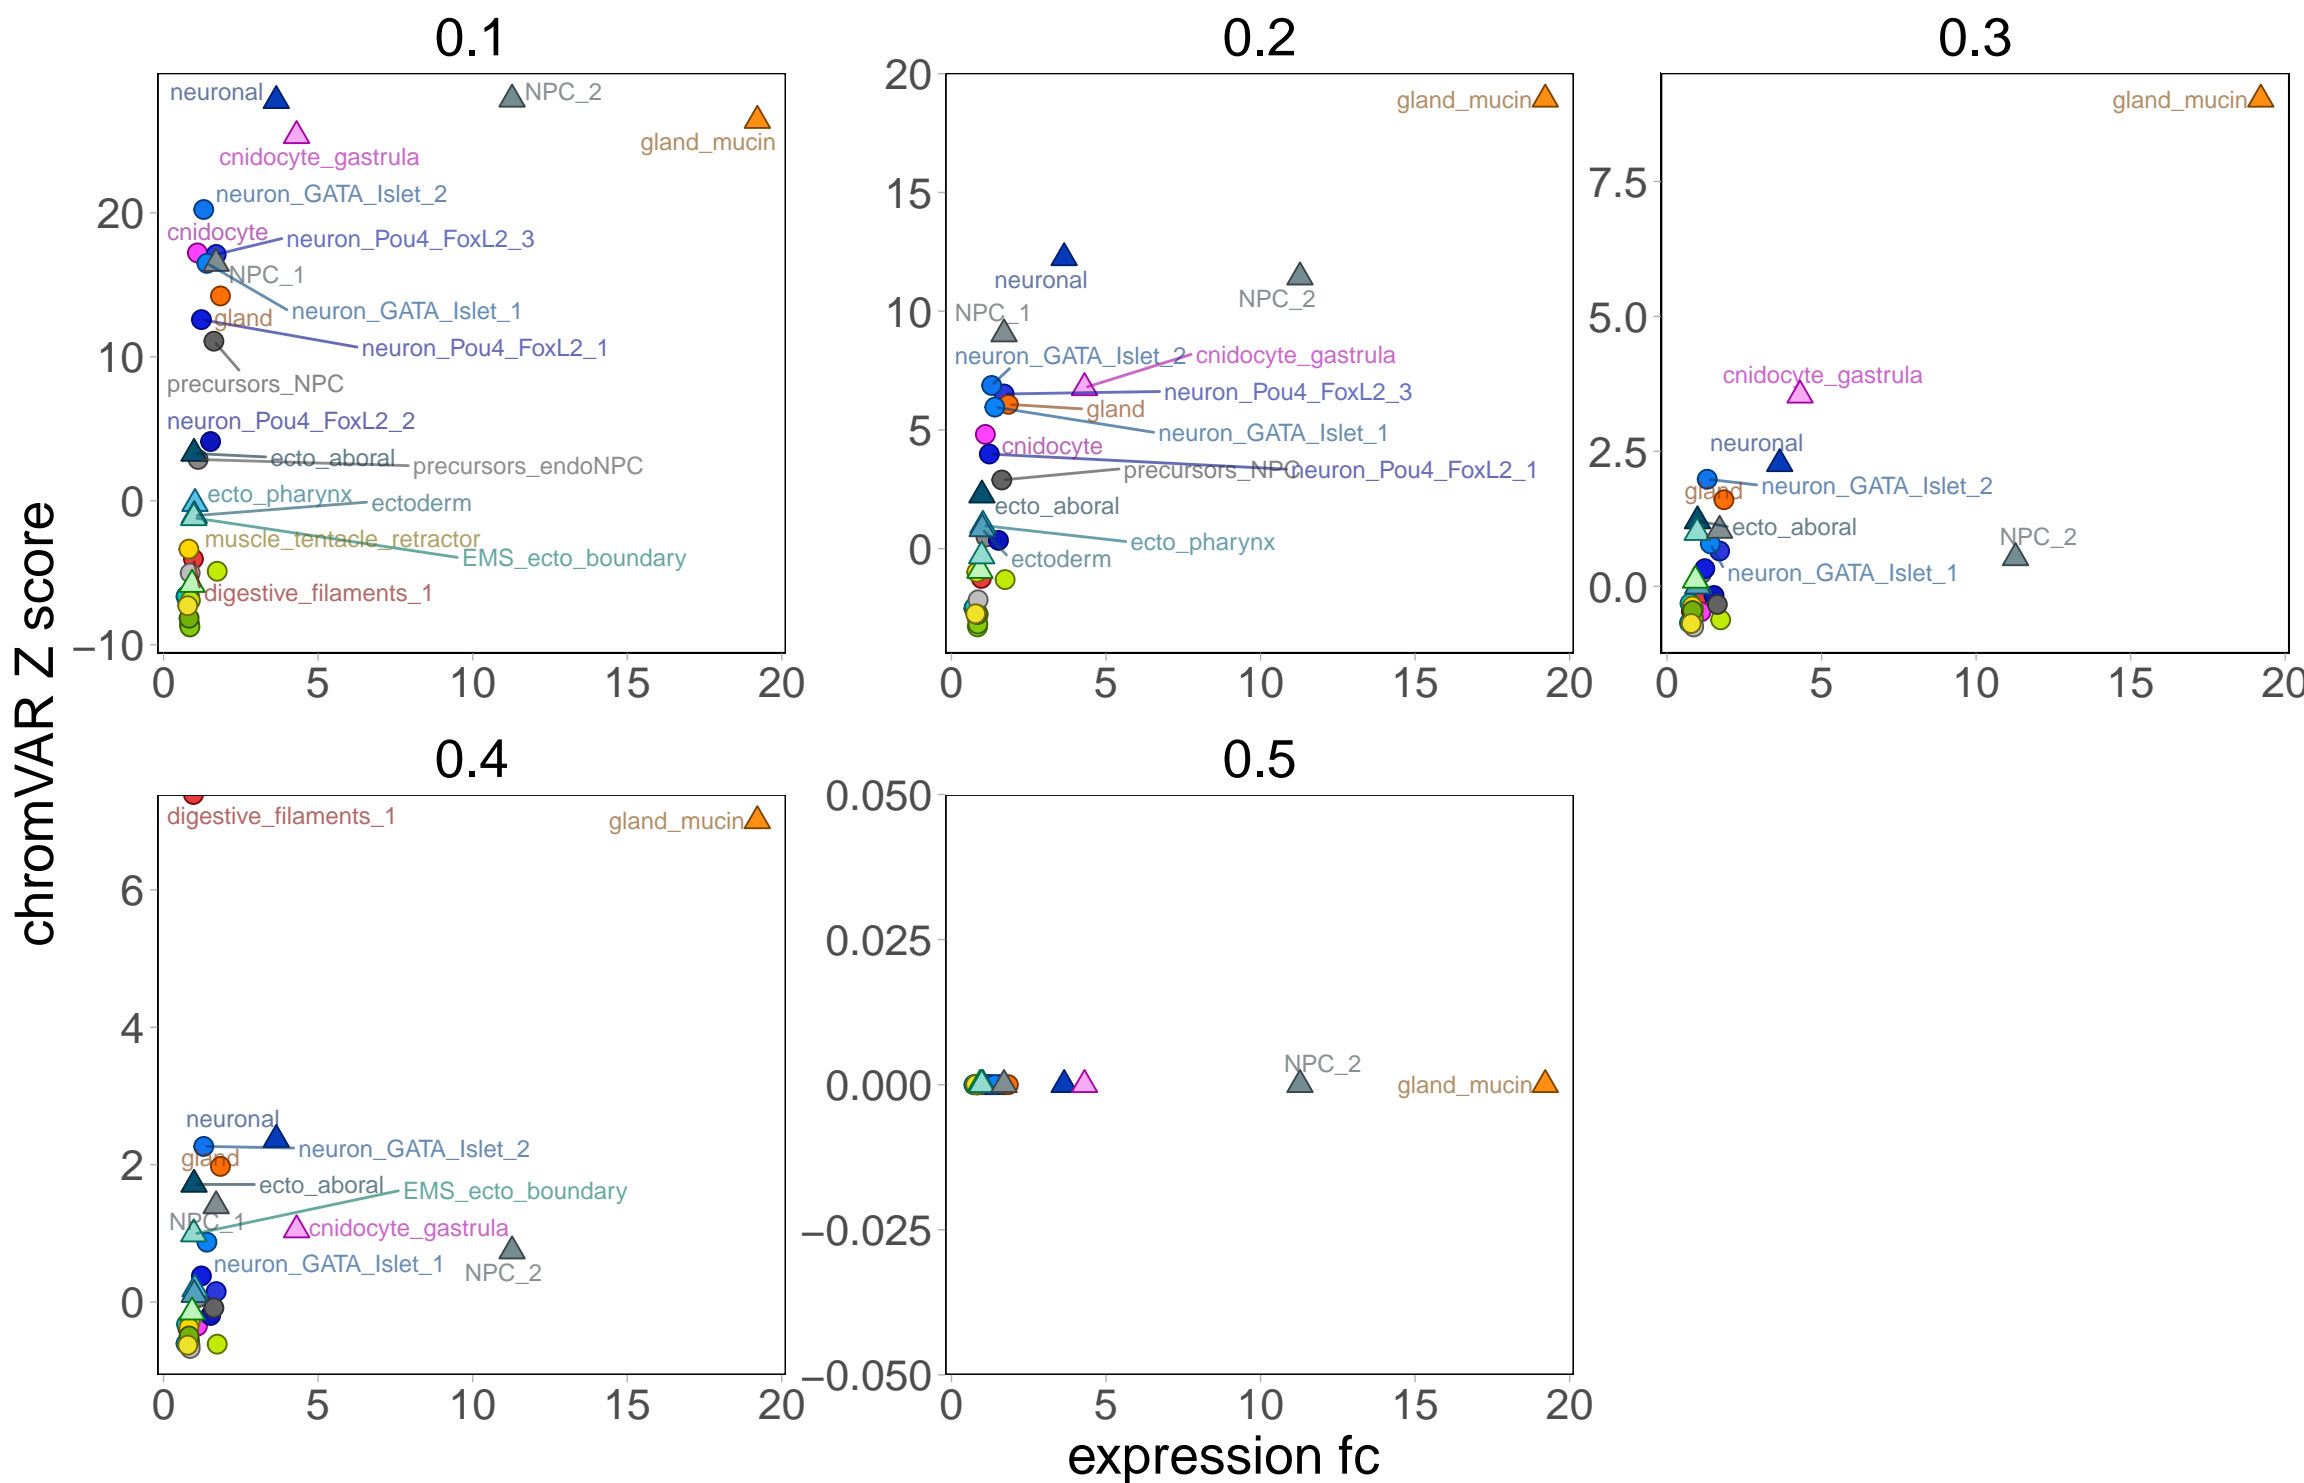 0.1
neuronal
NPC_2
gland_mucin
cnidocyte_gastrula
neuron_GATA_Islet_2
cnidocyte
neuron_Pou4_FoxL2_3
NPC_1
neuron_GATA_Islet_1
gland
neuron_Pou4_FoxL2_1
precursors_NPC
neuron_Pou4_FoxL2_2
ecto_aboral
precursors_endoNPC
ecto_pharynx
ectoderm
muscle_tentacle_retractor
EMS_ecto_boundary
digestive_filaments_1
20
10
0
−10
0 5 10 15 20
0.2
gland_mucin
neuronal
NPC_2
NPC_1
neuron_GATA_Islet_2
cnidocyte_gastrula
neuron_Pou4_FoxL2_3
gland
neuron_GATA_Islet_1
cnidocyte
precursors_NPC
neuron_Pou4_FoxL2_1
ecto_aboral
ecto_pharynx
ectoderm
20
15
10
5
0
0 5 10 15 20
0.3
gland_mucin
cnidocyte_gastrula
neuronal
gland
neuron_GATA_Islet_2
ecto_aboral
NPC_2
neuron_GATA_Islet_1
7.5
5.0
2.5
0.0
0 5 10 15 20
0.4
digestive_filaments_1
gland_mucin
neuronal
neuron_GATA_Islet_2
gland
ecto_aboral
EMS_ecto_boundary
NPC_1
cnidocyte_gastrula
neuron_GATA_Islet_1
NPC_2
6
4
2
0
0 5 10 15 20
0.5
NPC_2
gland_mucin
0.050
0.025
0.000
−0.025
−0.050
0 5 10 15 20
chromVAR Z score
expression fc